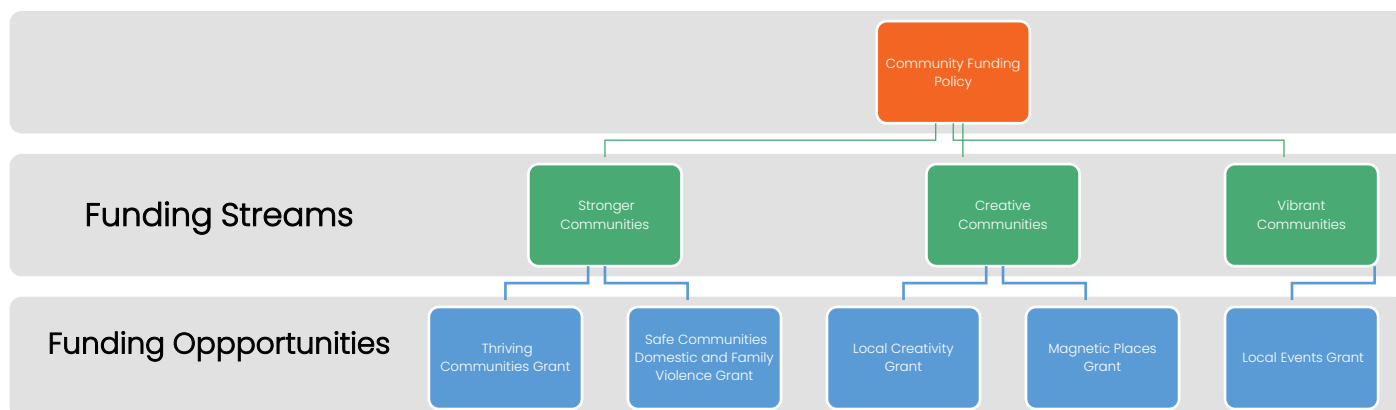 Community Funding
Policy
Funding Streams
Stronger
Communities
Creative
Communities
Vibrant
Communities
Funding Oppportunities
Thriving
Communities Grant
Safe Communities
Domestic and Family
Violence Grant
Local Creativity
Grant
Magnetic Places
Grant
Local Events Grant